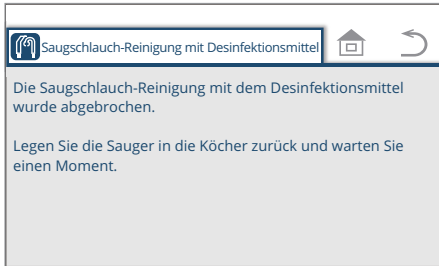 Saugschlauch-Reinigung mit Desinfektionsmittel
Die Saugschlauch-Reinigung mit dem Desinfektionsmittel
wurde abgebrochen.
Legen Sie die Sauger in die Köcher zurück und warten Sie
einen Moment.